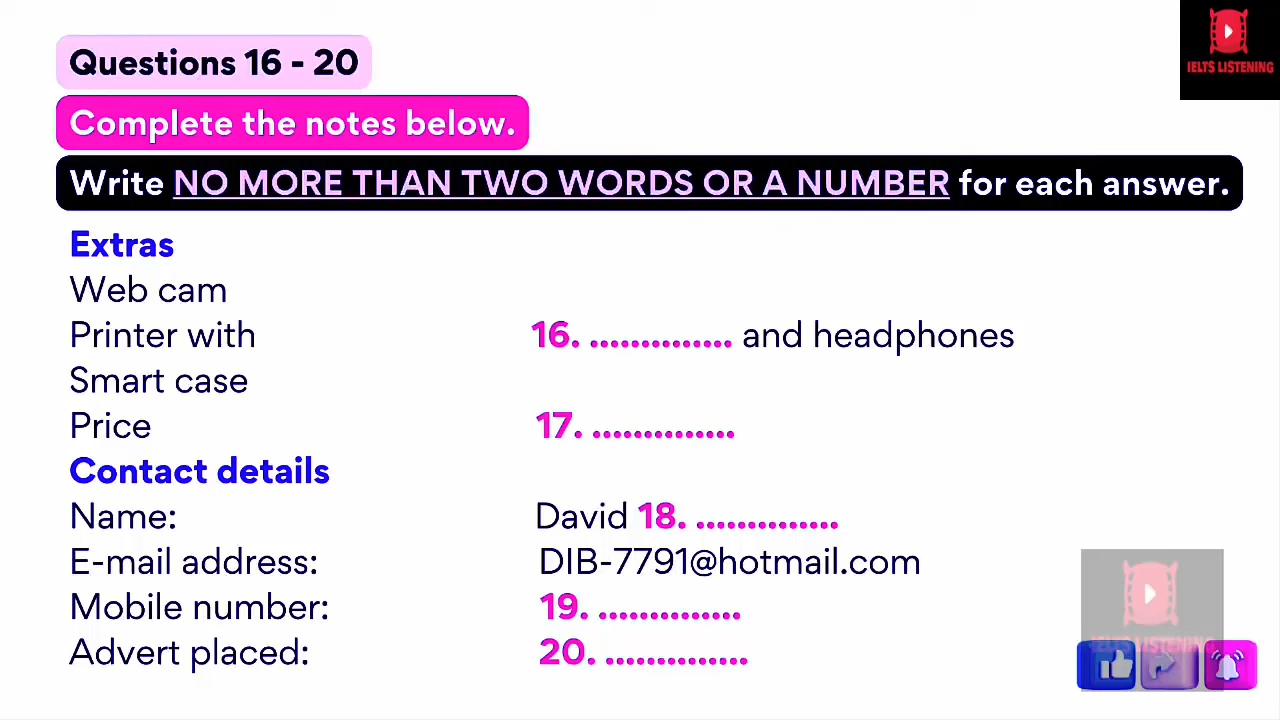 IELTS LISTENING
Questions 16 - 20
Complete the notes below.
Write NO MORE THAN TWO WORDS OR A NUMBER for each answer.
Extras
Web cam
Printer with 16. .............. and headphones
Smart case
Price 17. ..............
Contact details
Name: David 18. ..............
E-mail address: DIB-7791@hotmail.com
Mobile number: 19. ..............
Advert placed: 20. ..............
IELTS LISTENING